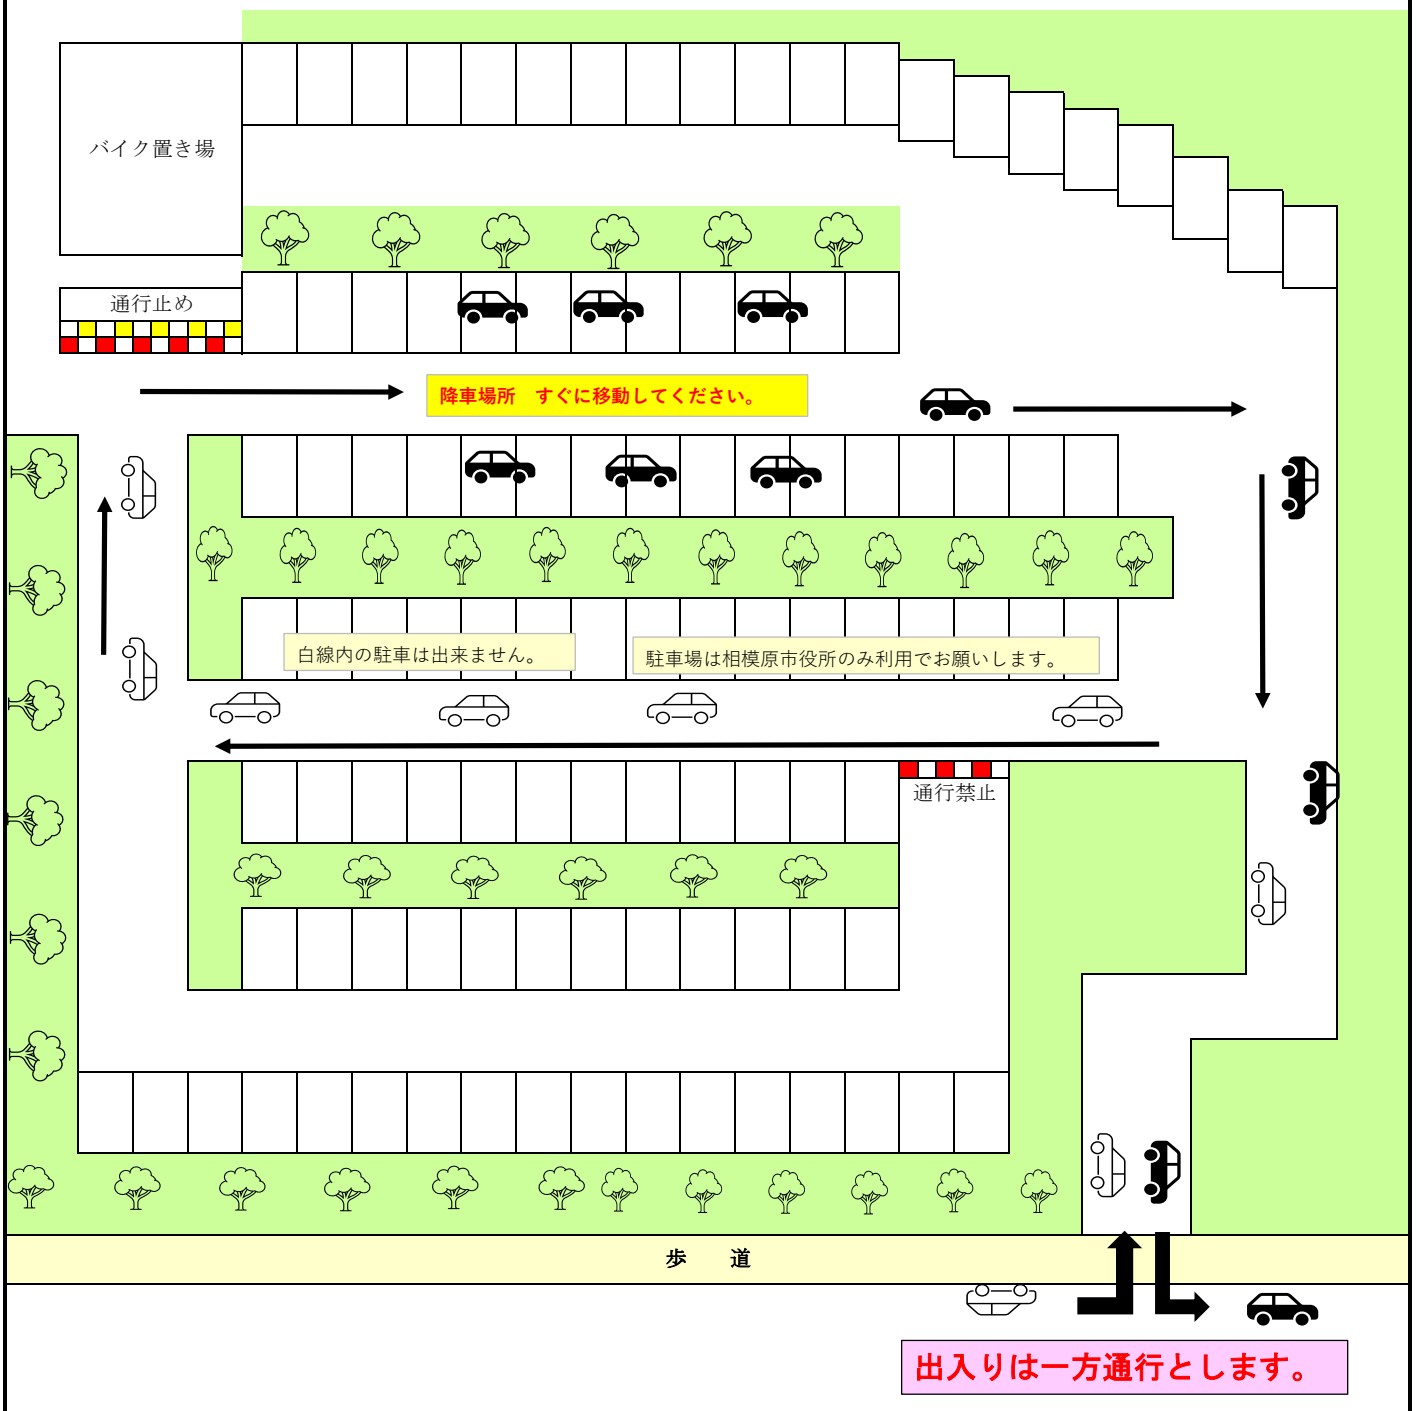 バイク置き場
通行止め
降車場所　すぐに移動してください。
白線内の駐車は出来ません。
駐車場は相模原市役所のみ利用でお願いします。
通行禁止
歩　道
出入りは一方通行とします。